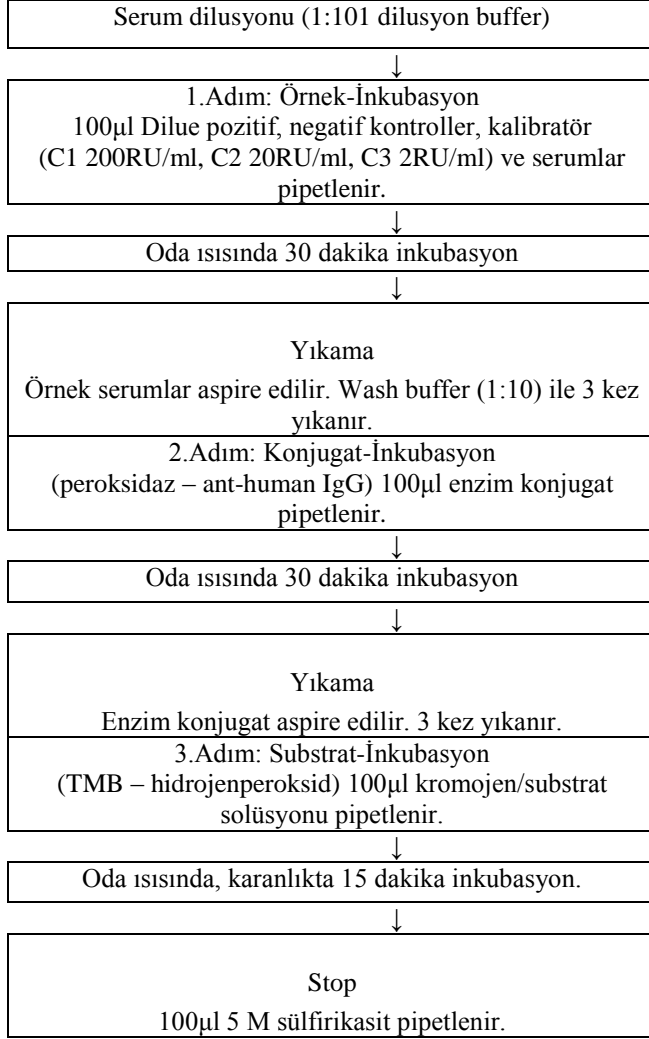 Serum dilusyonu (1:101 dilusyon buffer)
↓
1.Adım: Örnek-İnkubasyon
100µl Dilue pozitif, negatif kontroller, kalibratör
(C1 200RU/ml, C2 20RU/ml, C3 2RU/ml) ve serumlar
pipetlenir.
↓
Oda ısısında 30 dakika inkubasyon
↓
Yıkama
Örnek serumlar aspire edilir. Wash buffer (1:10) ile 3 kez
yıkanır.
2.Adım: Konjugat-İnkubasyon
(peroksidaz – ant-human IgG) 100µl enzim konjugat
pipetlenir.
↓
Oda ısısında 30 dakika inkubasyon
↓
Yıkama
Enzim konjugat aspire edilir. 3 kez yıkanır.
3.Adım: Substrat-İnkubasyon
(TMB – hidrojenperoksid) 100µl kromojen/substrat
solüsyonu pipetlenir.
↓
Oda ısısında, karanlıkta 15 dakika inkubasyon.
↓
Stop
100µl 5 M sülfirikasit pipetlenir.